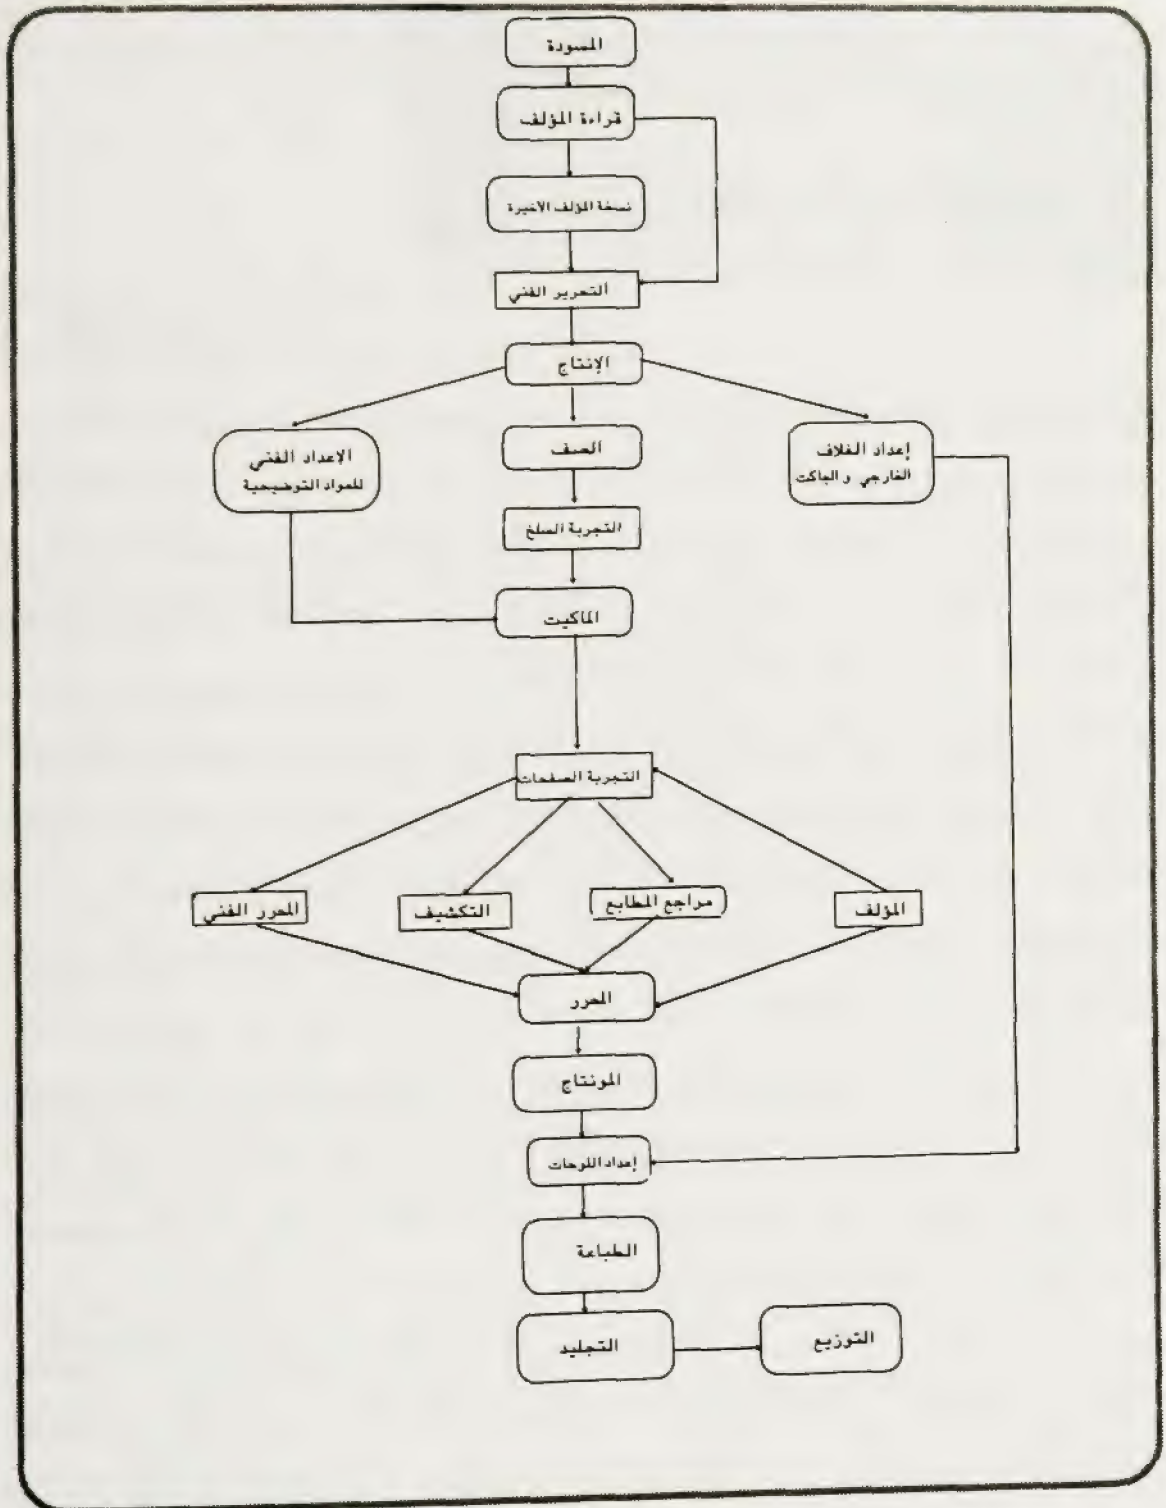 المسودة
قراءة المؤلف
نسخة المؤلف الأخيرة
التحرير الفني
الإنتاج
إعداد الغلاف
الخارجي والجاكت
الصف
الإعداد الفني
للمواد التوضيحية
التجربة السلخ
الماكيت
التجربة الصفحات
المؤلف
مراجع المطابع
التكشيف
المحرر الفني
المحرر
المونتاج
إعداد اللوحات
الطباعة
التجليد
التوزيع